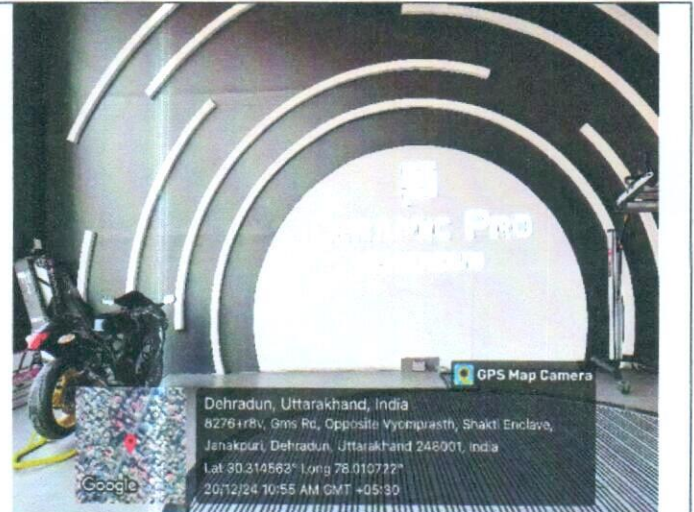 Pro
GPS Map Camera
Dehradun, Uttarakhand, India
8276+r8v, Gms Rd, Opposite Vyomprasth, Shakti Enclave,
Janakpuri, Dehradun, Uttarakhand 248001, India
Lat 30.314563° Long 78.010722°
20/12/24 10:55 AM GMT +05:30
Google